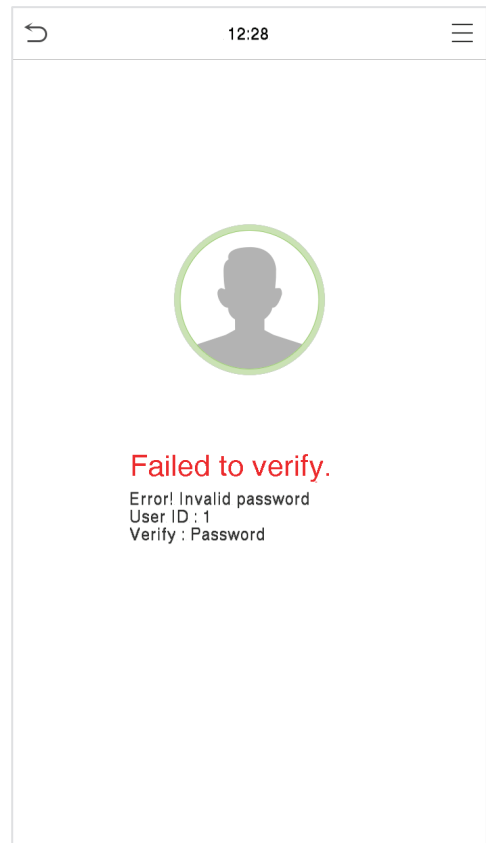 12:28
Failed to verify.
Error! Invalid password
User ID : 1
Verify : Password